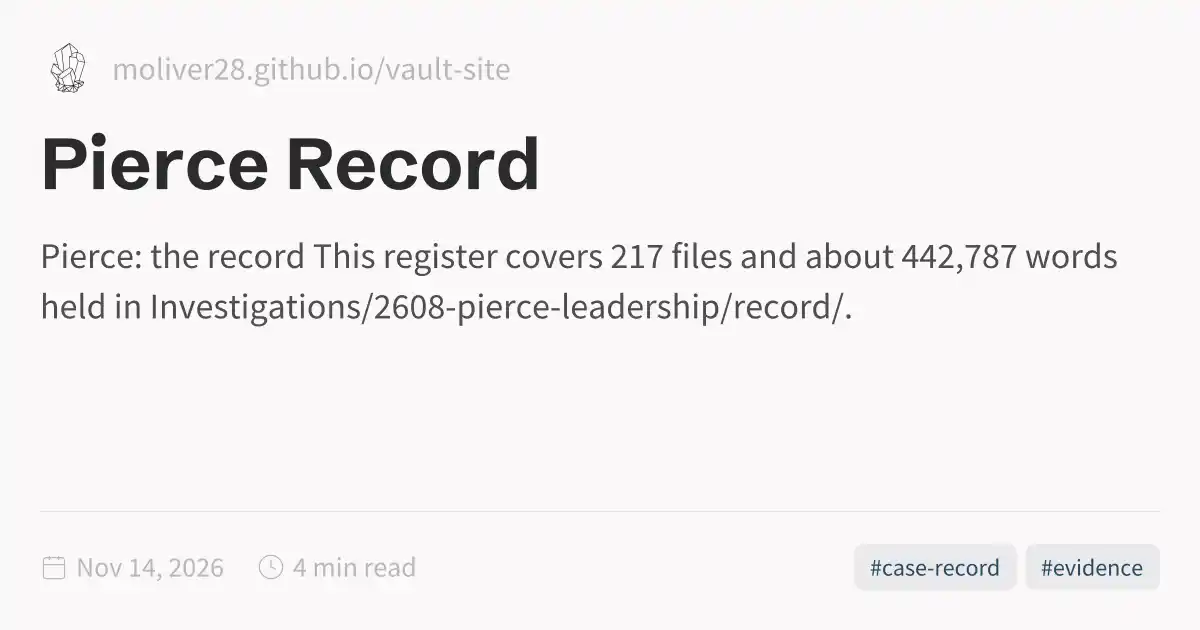 moliver28.github.io/vault-site
Pierce Record
Pierce: the record This register covers 217 files and about 442,787 words
held in Investigations/2608-pierce-leadership/record/.
Nov 14, 2026
4 min read
#case-record
#evidence